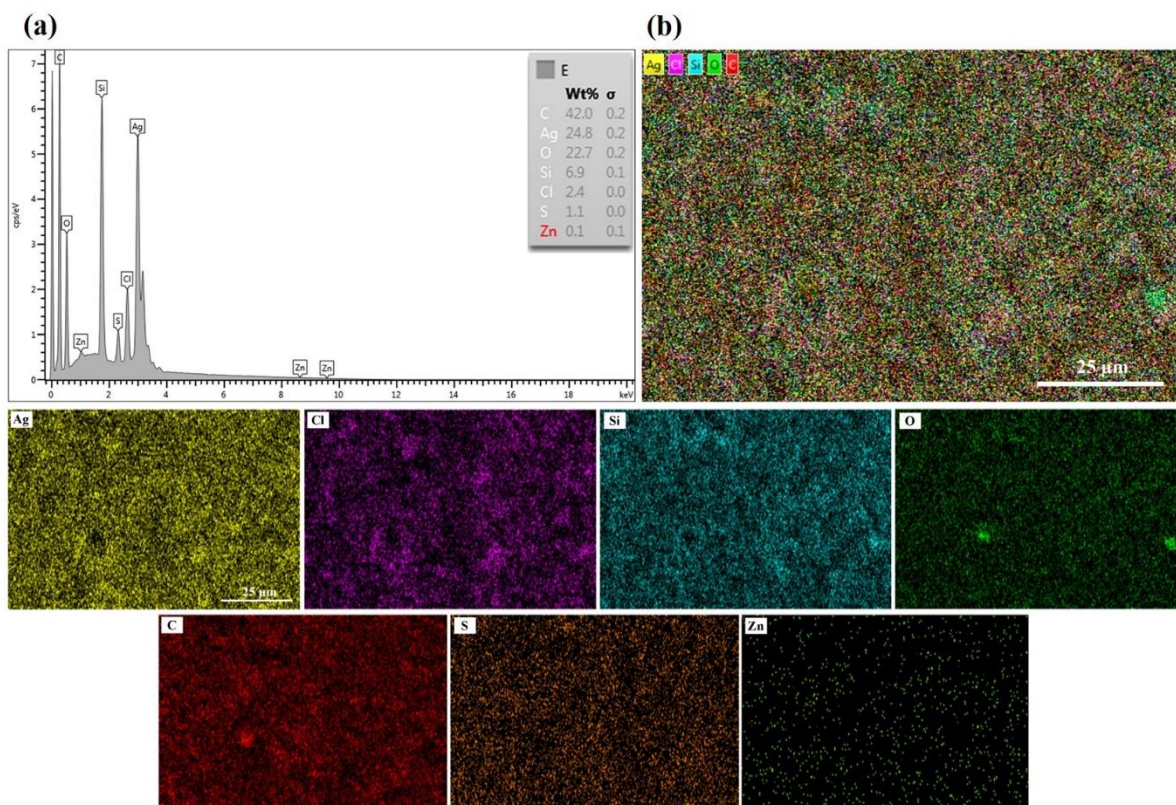 (a)
(b)
7
6
5
4
3
2
1
0
cps/eV
C
O
Zn
Si
S
Cl
Ag
Zn
Zn
0
2
4
6
8
10
12
14
16
18
keV
E
Wt% σ
C 42.0 0.2
Ag 24.8 0.2
O 22.7 0.2
Si 6.9 0.1
Cl 2.4 0.0
S 1.1 0.0
Zn 0.1 0.1
Ag Cl Si O C
25 μm
Ag
25 μm
Cl
Si
O
C
S
Zn